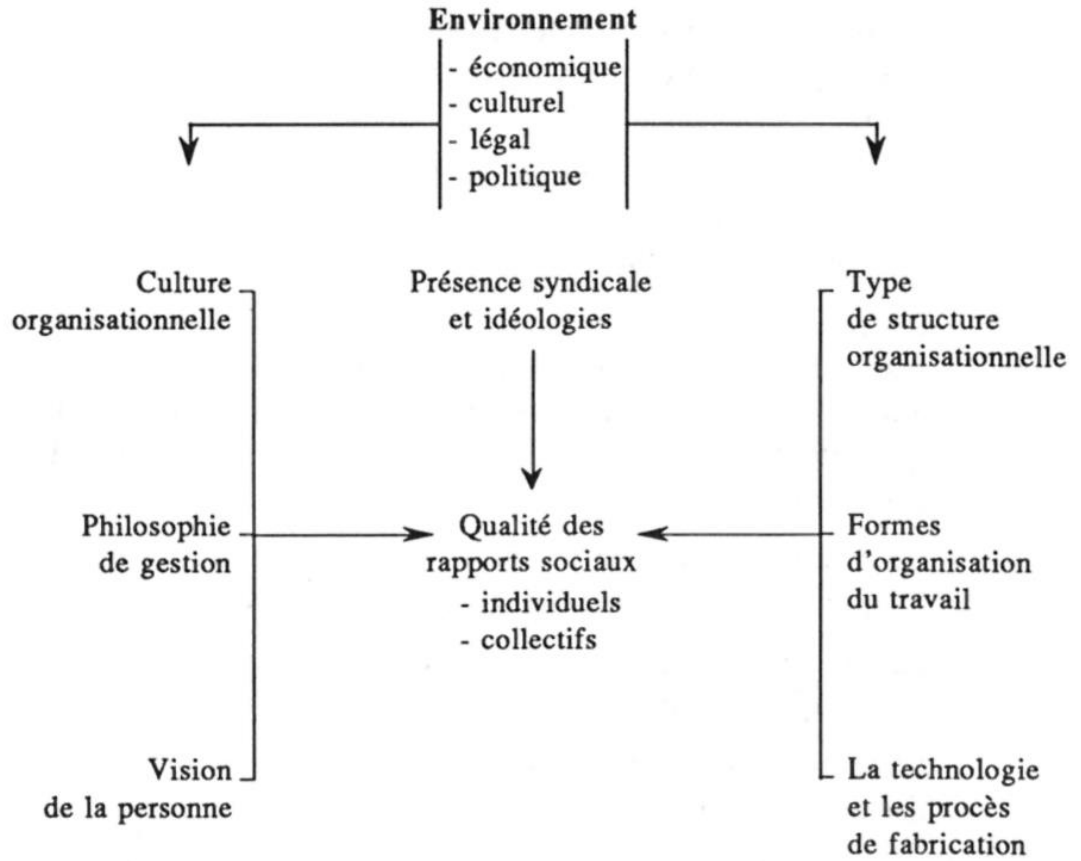 Environnement
- économique
- culturel
- légal
- politique
Culture
organisationnelle
Présence syndicale
et idéologies
Type
de structure
organisationnelle
Philosophie
de gestion
Qualité des
rapports sociaux
- individuels
- collectifs
Formes
d'organisation
du travail
Vision
de la personne
La technologie
et les procès
de fabrication